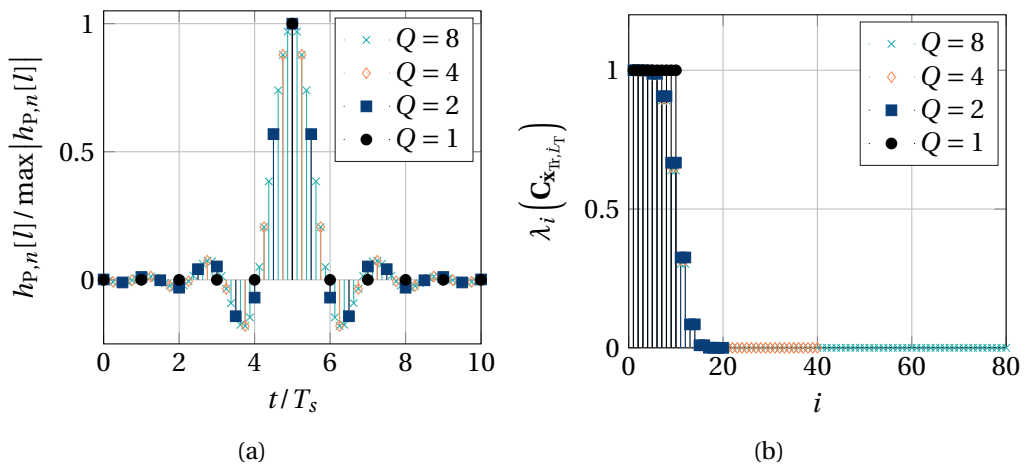 1
0.5
0
0 2 4 6 8 10
h_{P,n}[l]/ max |h_{P,n}[l]|
t/T_s
Q = 8
Q = 4
Q = 2
Q = 1
(a)
1
0.5
0
0 20 40 60 80
λ_i (C_{ẋ_{Tr,L̇_T}})
i
Q = 8
Q = 4
Q = 2
Q = 1
(b)